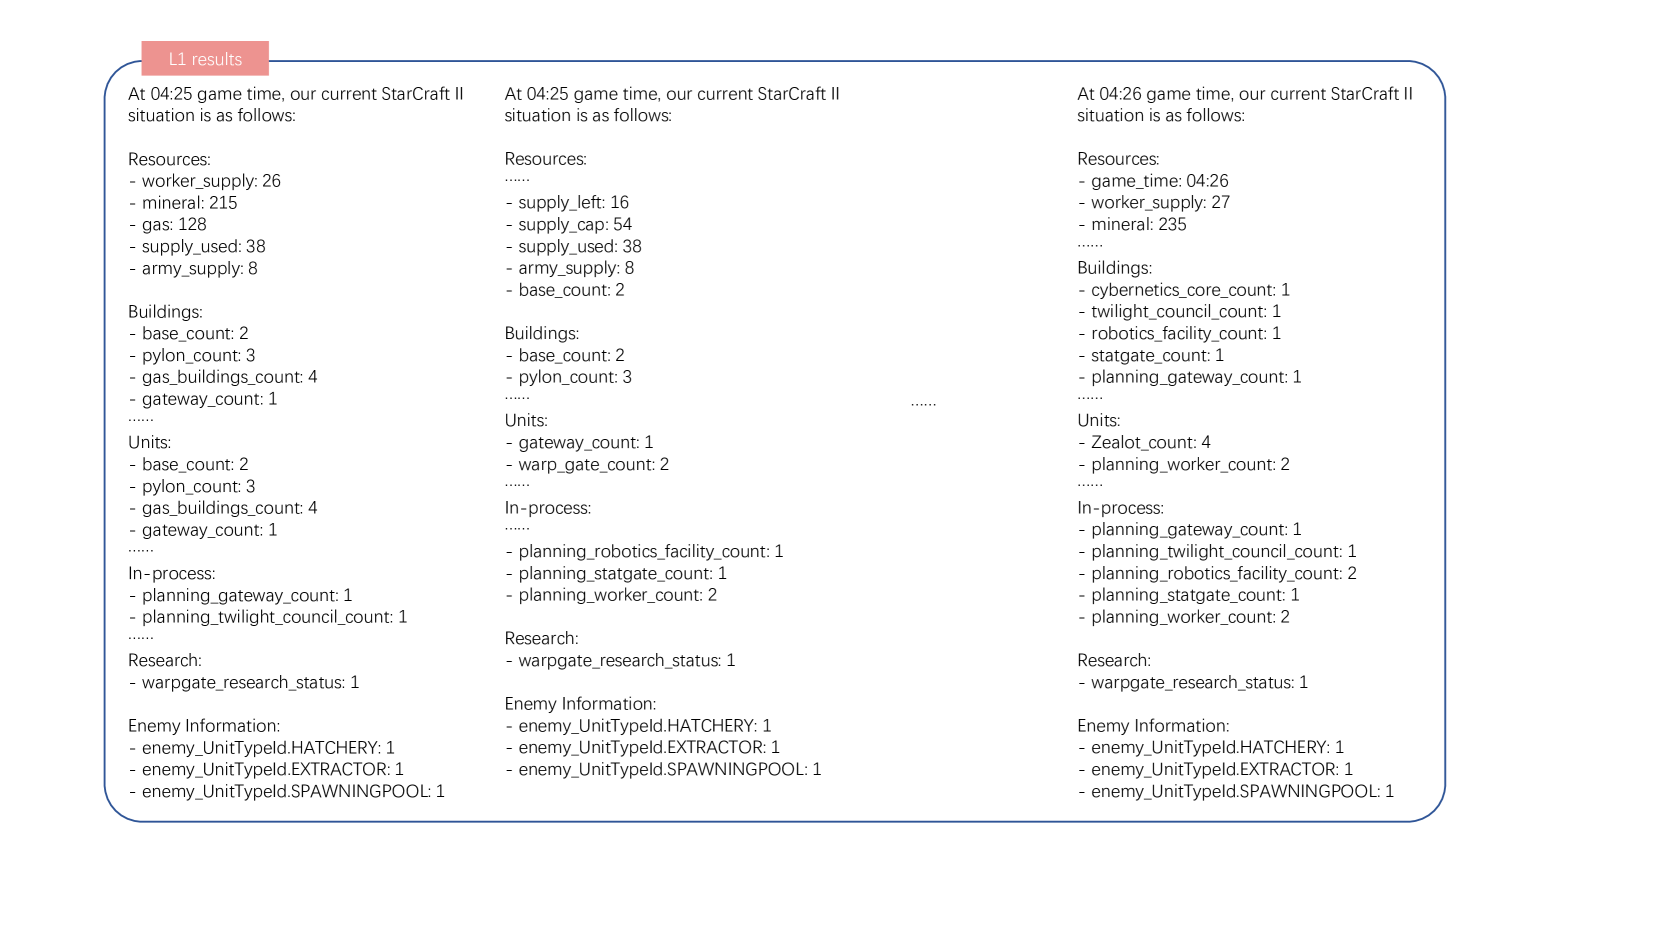 L1 results
At 04:25 game time, our current StarCraft II
situation is as follows:
Resources:
- worker_supply: 26
- mineral: 215
- gas: 128
- supply_used: 38
- army_supply: 8
Buildings:
- base_count: 2
- pylon_count: 3
- gas_buildings_count: 4
- gateway_count: 1
......
Units:
- base_count: 2
- pylon_count: 3
- gas_buildings_count: 4
- gateway_count: 1
......
In-process:
- planning_gateway_count: 1
- planning_twilight_council_count: 1
......
Research:
- warpgate_research_status: 1
Enemy Information:
- enemy_UnitTypeId.HATCHERY: 1
- enemy_UnitTypeId.EXTRACTOR: 1
- enemy_UnitTypeId.SPAWNINGPOOL: 1
At 04:25 game time, our current StarCraft II
situation is as follows:
Resources:
......
- supply_left: 16
- supply_cap: 54
- supply_used: 38
- army_supply: 8
- base_count: 2
Buildings:
- base_count: 2
- pylon_count: 3
......
Units:
- gateway_count: 1
- warp_gate_count: 2
......
In-process:
......
- planning_robotics_facility_count: 1
- planning_statgate_count: 1
- planning_worker_count: 2
Research:
- warpgate_research_status: 1
Enemy Information:
- enemy_UnitTypeId.HATCHERY: 1
- enemy_UnitTypeId.EXTRACTOR: 1
- enemy_UnitTypeId.SPAWNINGPOOL: 1
......
At 04:26 game time, our current StarCraft II
situation is as follows:
Resources:
- game_time: 04:26
- worker_supply: 27
- mineral: 235
......
Buildings:
- cybernetics_core_count: 1
- twilight_council_count: 1
- robotics_facility_count: 1
- statgate_count: 1
- planning_gateway_count: 1
......
Units:
- Zealot_count: 4
- planning_worker_count: 2
......
In-process:
- planning_gateway_count: 1
- planning_twilight_council_count: 1
- planning_robotics_facility_count: 2
- planning_statgate_count: 1
- planning_worker_count: 2
Research:
- warpgate_research_status: 1
Enemy Information:
- enemy_UnitTypeId.HATCHERY: 1
- enemy_UnitTypeId.EXTRACTOR: 1
- enemy_UnitTypeId.SPAWNINGPOOL: 1